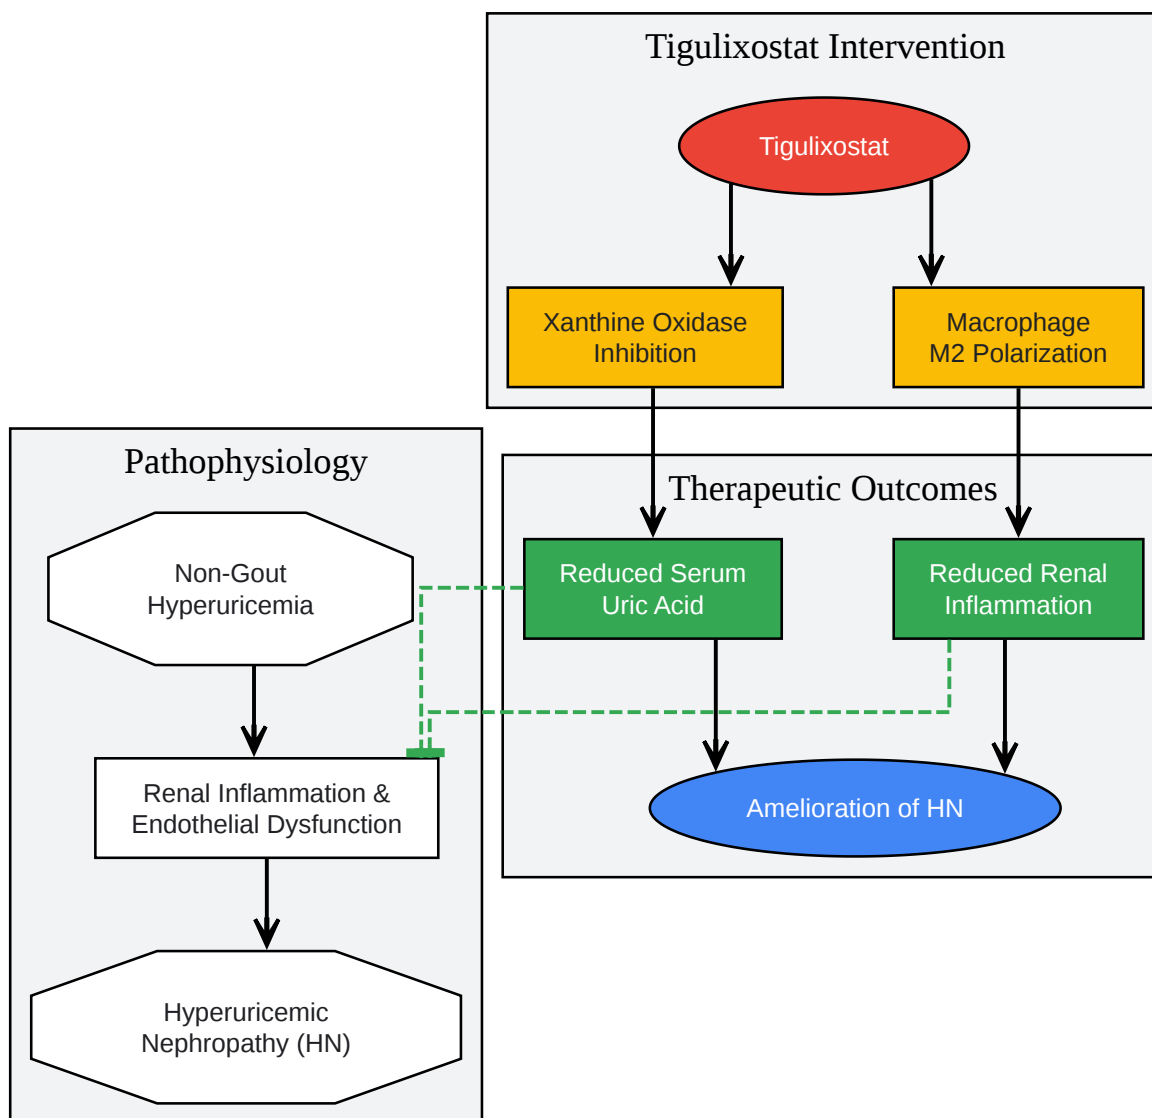 Tigulixostat Intervention
Tigulixostat
Xanthine Oxidase
Inhibition
Macrophage
M2 Polarization
Pathophysiology
Non-Gout
Hyperuricemia
Renal Inflammation &
Endothelial Dysfunction
Hyperuricemic
Nephropathy (HN)
Therapeutic Outcomes
Reduced Serum
Uric Acid
Reduced Renal
Inflammation
Amelioration of HN